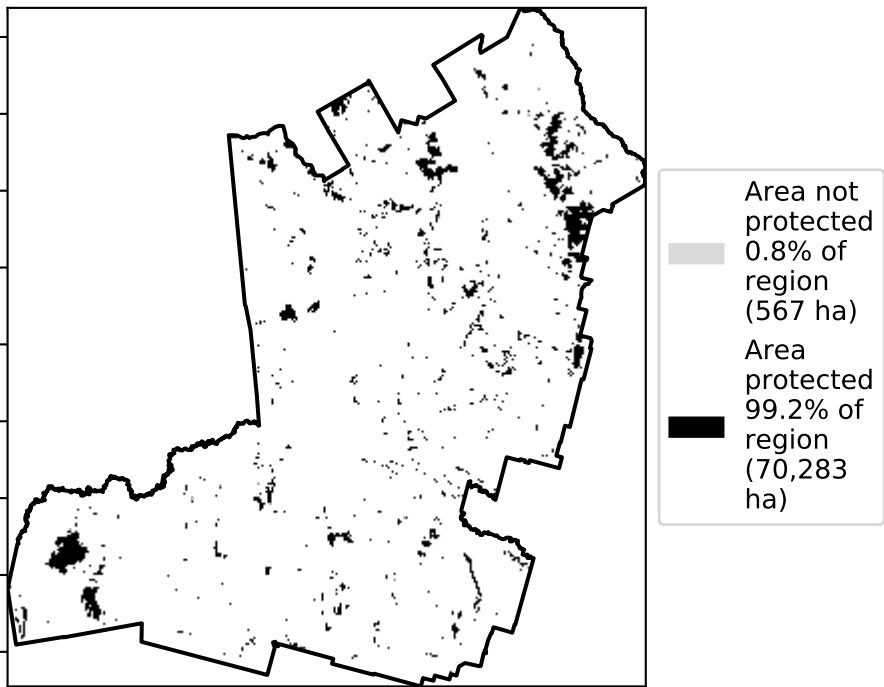 Area not
protected
0.8% of
region
(567 ha)
Area
protected
99.2% of
region
(70,283
ha)